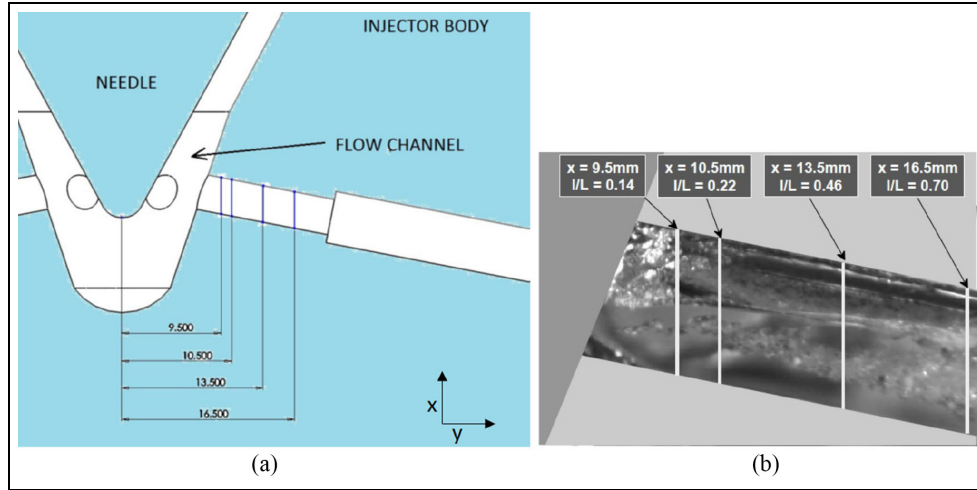 INJECTOR BODY
NEEDLE
FLOW CHANNEL
9.500
10.500
13.500
16.500
x
y
(a)
x = 9.5mm
l/L = 0.14
x = 10.5mm
l/L = 0.22
x = 13.5mm
l/L = 0.46
x = 16.5mm
l/L = 0.70
(b)